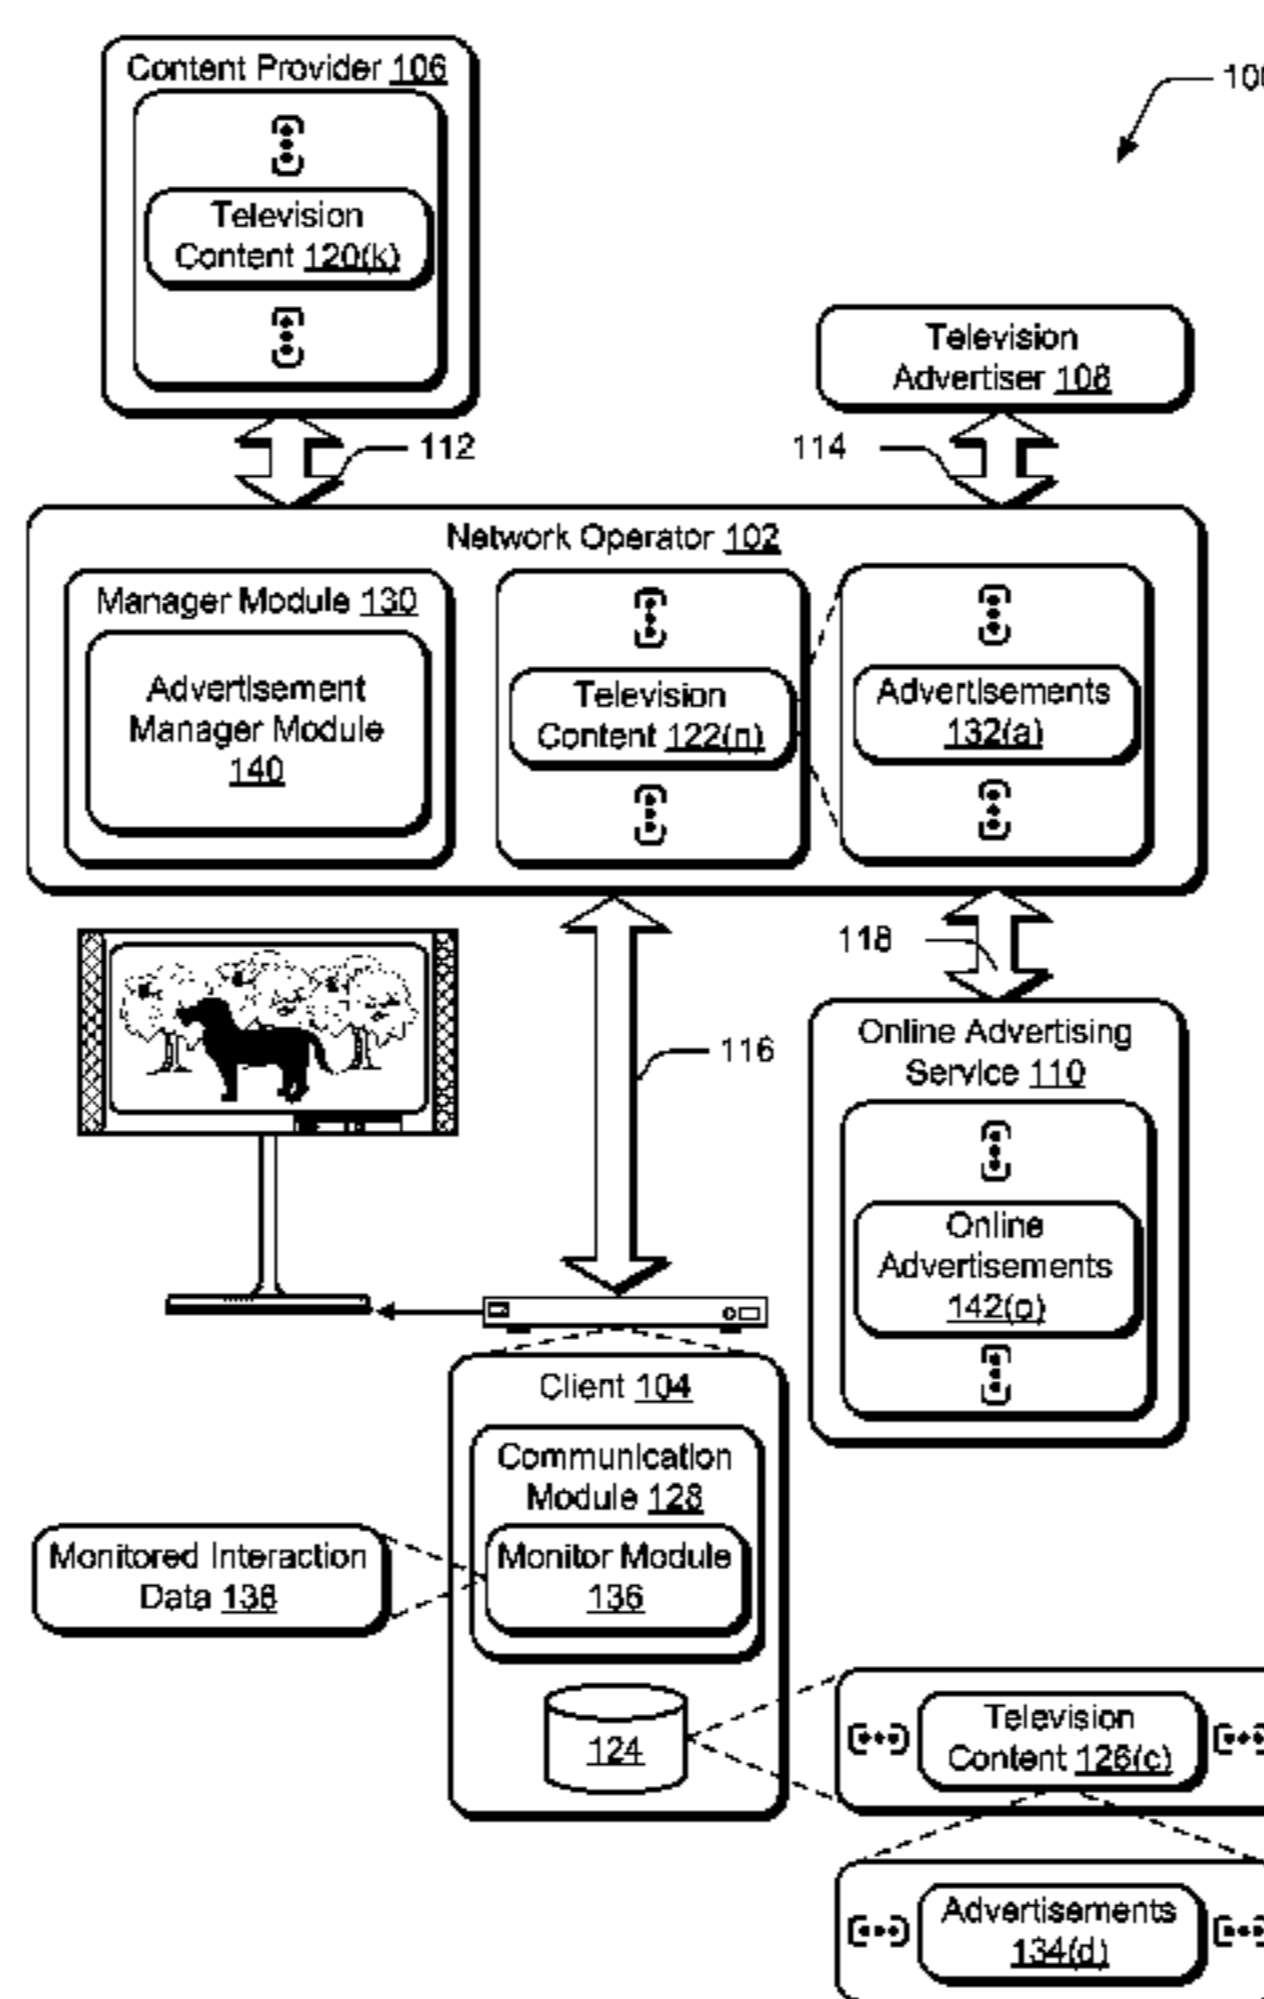 Content Provider 106
Television
Content 120(k)
Television
Advertiser 108
112
114
Network Operator 102
Manager Module 130
Advertisement
Manager Module
140
Television
Content 122(n)
Advertisements
132(a)
118
116
Online Advertising
Service 110
Online
Advertisements
142(o)
Client 104
Communication
Module 128
Monitor Module
136
Monitored Interaction
Data 138
124
Television
Content 126(c)
Advertisements
134(d)